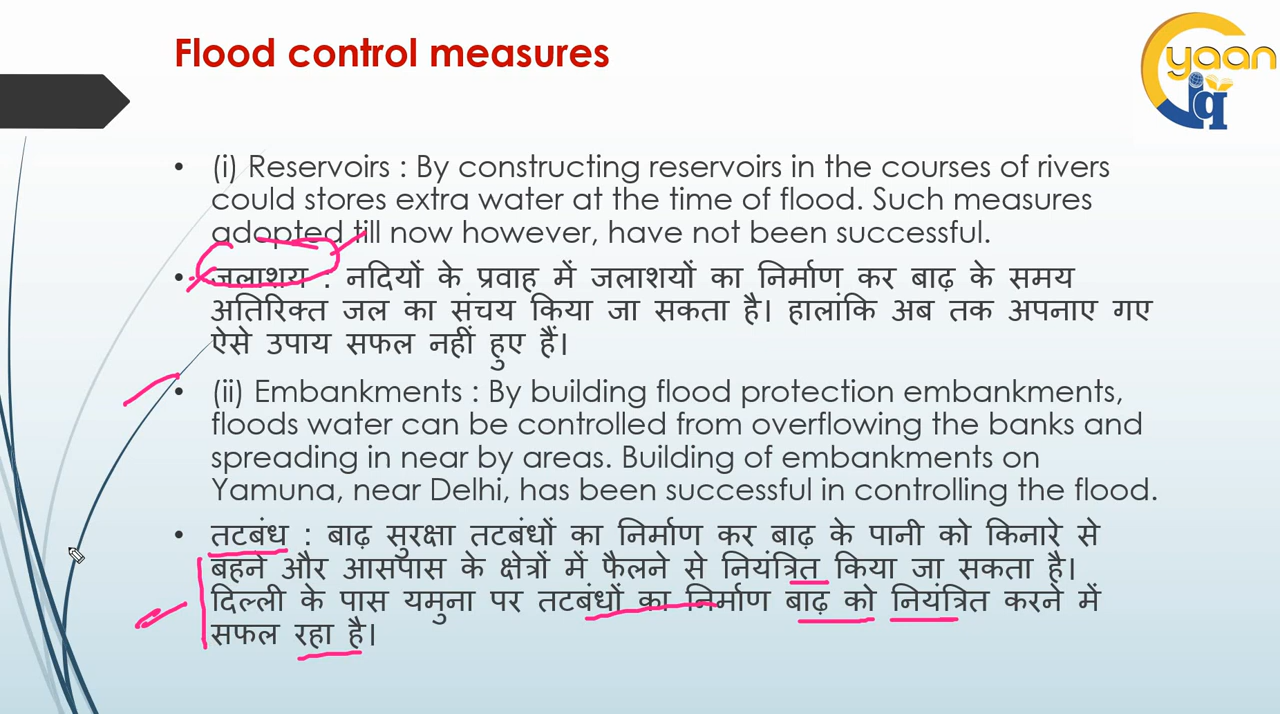 Flood control measures
yaan
iq
• (i) Reservoirs : By constructing reservoirs in the courses of rivers
could stores extra water at the time of flood. Such measures
adopted till now however, have not been successful.
• जलाशय : नदियों के प्रवाह में जलाशयों का निर्माण कर बाढ़ के समय
अतिरिक्त जल का संचय किया जा सकता है। हालांकि अब तक अपनाए गए
ऐसे उपाय सफल नहीं हुए हैं।
• (ii) Embankments : By building flood protection embankments,
floods water can be controlled from overflowing the banks and
spreading in near by areas. Building of embankments on
Yamuna, near Delhi, has been successful in controlling the flood.
• तटबंध : बाढ़ सुरक्षा तटबंधों का निर्माण कर बाढ़ के पानी को किनारे से
बहने और आसपास के क्षेत्रों में फैलने से नियंत्रित किया जा सकता है।
दिल्ली के पास यमुना पर तटबंधों का निर्माण बाढ़ को नियंत्रित करने में
सफल रहा है।